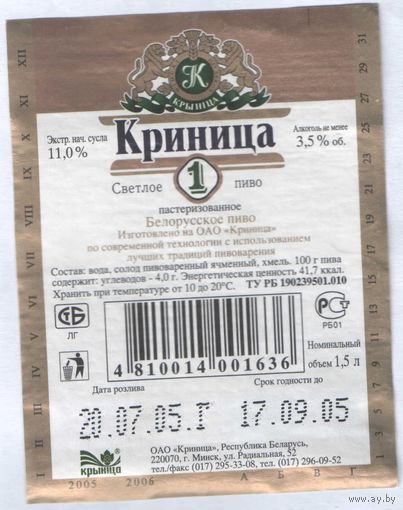 К
КРЫНІЦА
Криница
Экстр. нач. сусла
11,0%
Алкоголь не менее
3,5% об.
Светлое 1 пиво
пастеризованное
Белорусское пиво
Изготовлено на ОАО «Криница»
по современной технологии с использованием
лучших традиций пивоварения
Состав: вода, солод пивоваренный ячменный, хмель. 100 г пива
содержит: углеводов - 4,0 г. Энергетическая ценность 41,7 ккал.
Хранить при температуре от 10 до 20°С. ТУ РБ 190239501.010
СТБ
ЛГ
РСТ
РБ01
4 810014 001636
Номинальный
объем 1,5 л
Дата розлива
Срок годности до
20.07.05.I 17.09.05
крыніца
ОАО «Криница», Республика Беларусь,
220070, г. Минск, ул. Радиальная, 52
тел./факс (017) 295-33-08, тел. (017) 296-09-52
2005 2006
А Б В Г
I II III IV V VI VII VIII IX X XI XII
1 3 5 7 9 11 13 15 17 19 21 23 25 27 29 31
www.ay.by